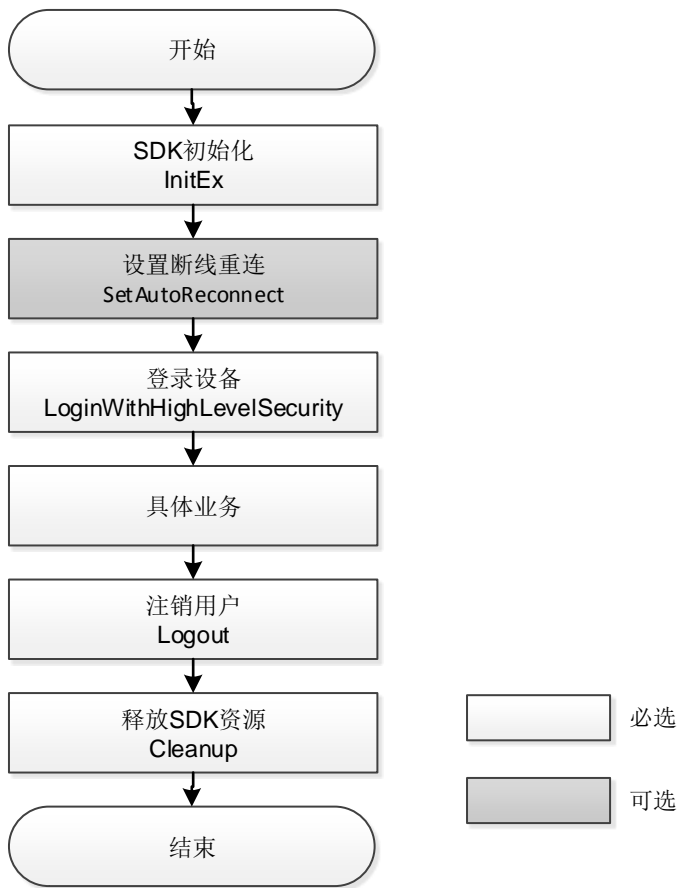 开始
SDK初始化
InitEx
设置断线重连
SetAutoReconnect
登录设备
LoginWithHighLevelSecurity
具体业务
注销用户
Logout
释放SDK资源
Cleanup
结束
必选
可选